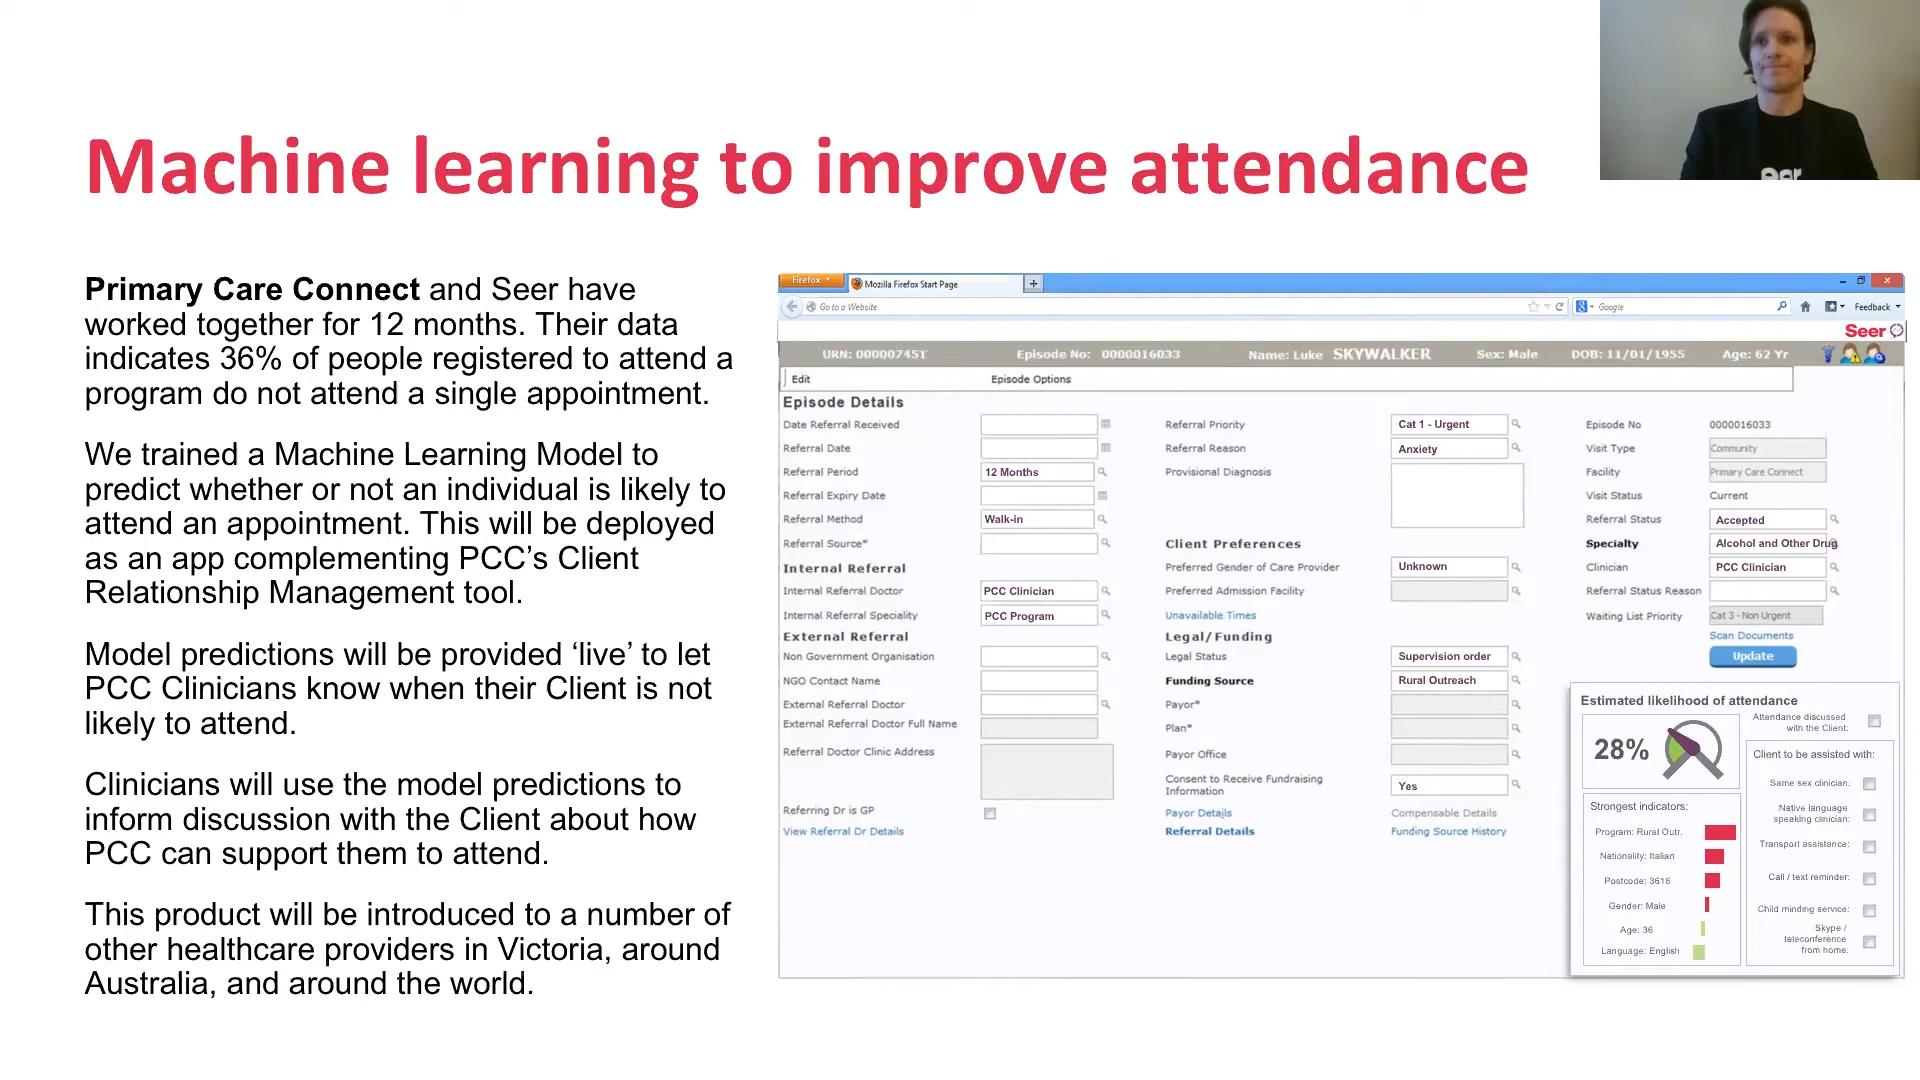 Machine learning to improve attendance
Primary Care Connect and Seer have
worked together for 12 months. Their data
indicates 36% of people registered to attend a
program do not attend a single appointment.
We trained a Machine Learning Model to
predict whether or not an individual is likely to
attend an appointment. This will be deployed
as an app complementing PCC’s Client
Relationship Management tool.
Model predictions will be provided ‘live’ to let
PCC Clinicians know when their Client is not
likely to attend.
Clinicians will use the model predictions to
inform discussion with the Client about how
PCC can support them to attend.
This product will be introduced to a number of
other healthcare providers in Victoria, around
Australia, and around the world.
Firefox
Mozilla Firefox Start Page
Go to a Website
Google
Feedback
Seer
URN: 00000745T Episode No: 0000016033 Name: Luke SKYWALKER Sex: Male DOB: 11/01/1955 Age: 62 Yr
Edit Episode Options
Episode Details
Date Referral Received
Referral Date
Referral Period 12 Months
Referral Expiry Date
Referral Method Walk-in
Referral Source*
Internal Referral
Internal Referral Doctor PCC Clinician
Internal Referral Speciality PCC Program
External Referral
Non Government Organisation
NGO Contact Name
External Referral Doctor
External Referral Doctor Full Name
Referral Doctor Clinic Address
Referring Dr is GP
View Referral Dr Details
Referral Priority Cat 1 - Urgent
Referral Reason Anxiety
Provisional Diagnosis
Client Preferences
Preferred Gender of Care Provider Unknown
Preferred Admission Facility
Unavailable Times
Legal/Funding
Legal Status Supervision order
Funding Source Rural Outreach
Payor*
Plan*
Payor Office
Consent to Receive Fundraising
Information Yes
Payor Details Compensable Details
Referral Details Funding Source History
Episode No 0000016033
Visit Type Community
Facility Primary Care Connect
Visit Status Current
Referral Status Accepted
Specialty Alcohol and Other Drug
Clinician PCC Clinician
Referral Status Reason
Waiting List Priority Cat 3 - Non Urgent
Scan Documents
Update
Estimated likelihood of attendance
28%
Strongest indicators:
Program: Rural Outr.
Nationality: Italian
Postcode: 3616
Gender: Male
Age: 36
Language: English
Attendance discussed
with the Client:
Client to be assisted with:
Same sex clinician:
Native language
speaking clinician:
Transport assistance:
Call / text reminder:
Child minding service:
Skype /
teleconference
from home: